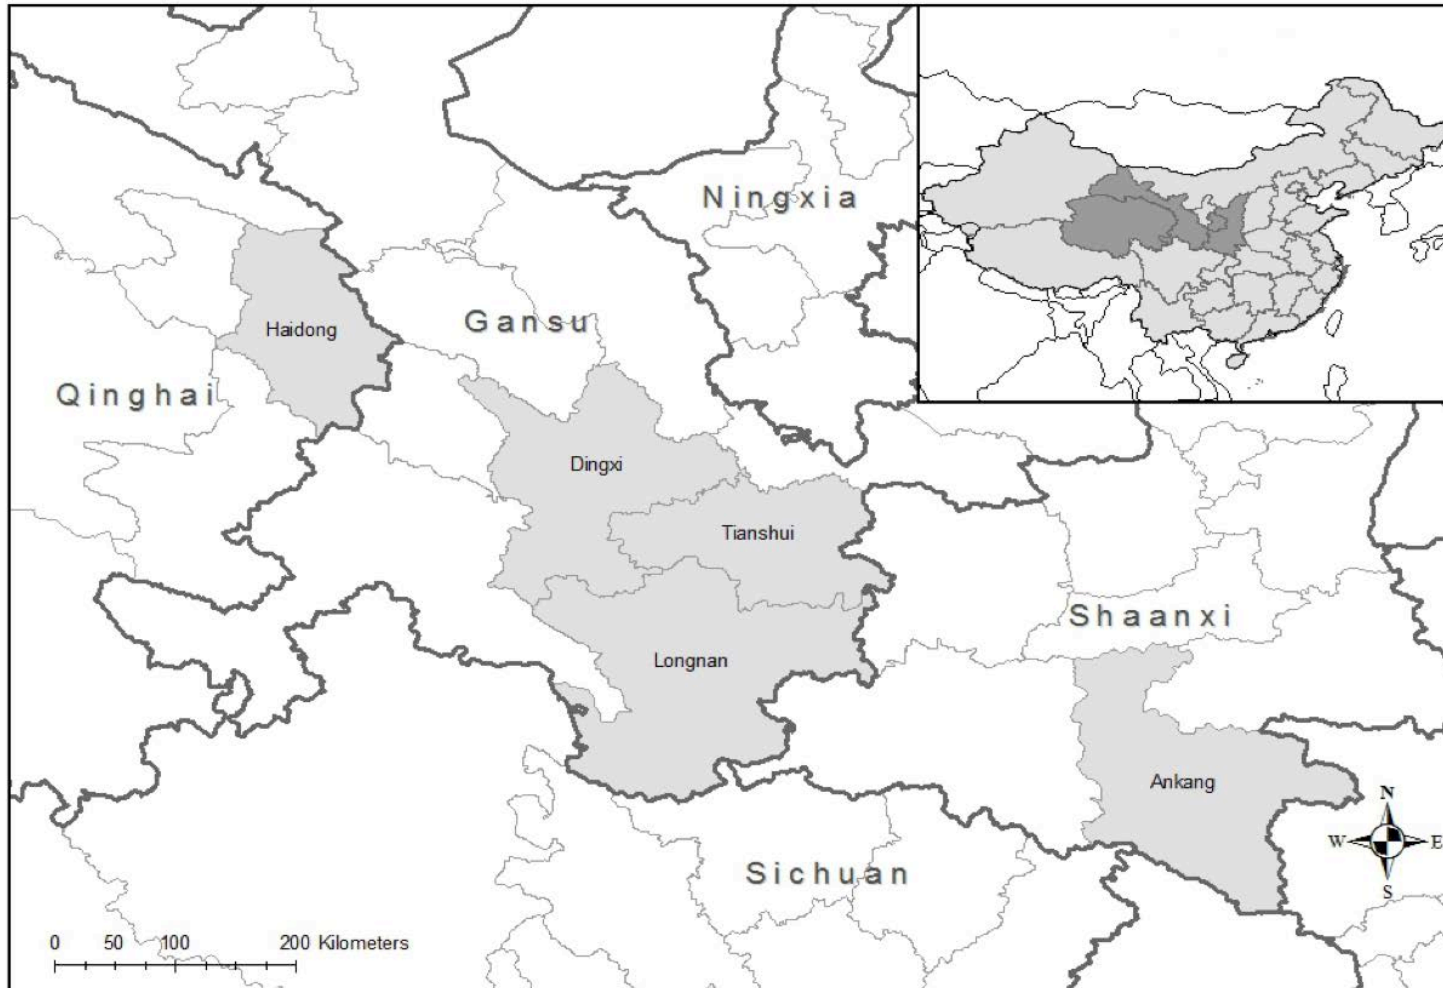 Ningxia
Gansu
Haidong
Qinghai
Dingxi
Tianshui
Shaanxi
Longnan
Ankang
N
W E
S
Sichuan
0 50 100 200 Kilometers